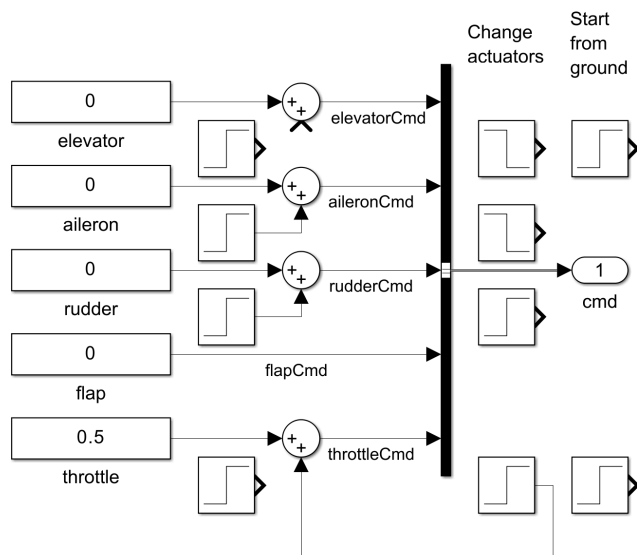 Change
actuators
Start
from
ground
0
elevator
+
+
elevatorCmd
0
aileron
+
+
aileronCmd
0
rudder
+
+
rudderCmd
1
cmd
0
flap
flapCmd
0.5
throttle
+
+
throttleCmd